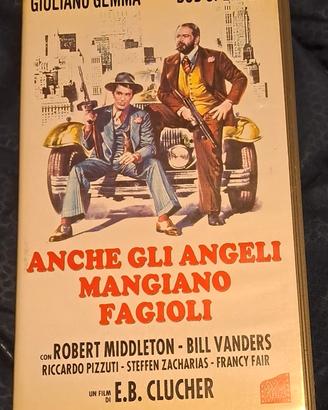 GIULIANO GEMMA
BUD
ANCHE GLI ANGELI
MANGIANO
FAGIOLI
CON ROBERT MIDDLETON - BILL VANDERS
RICCARDO PIZZUTI - STEFFEN ZACHARIAS - FRANCY FAIR
UN FILM DI E.B. CLUCHER